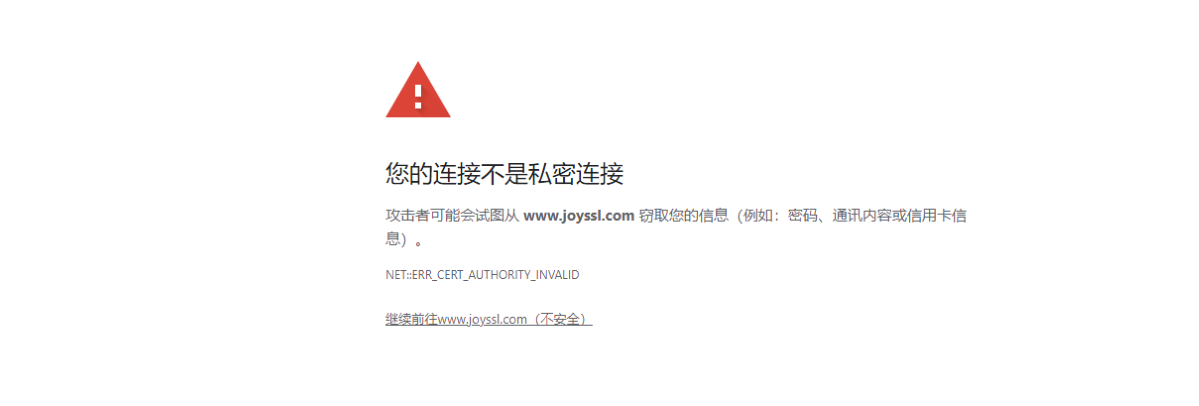 您的连接不是私密连接
攻击者可能会试图从 www.joyssl.com 窃取您的信息（例如：密码、通讯内容或信用卡信
息）。
NET::ERR_CERT_AUTHORITY_INVALID
继续前往www.joyssl.com（不安全）